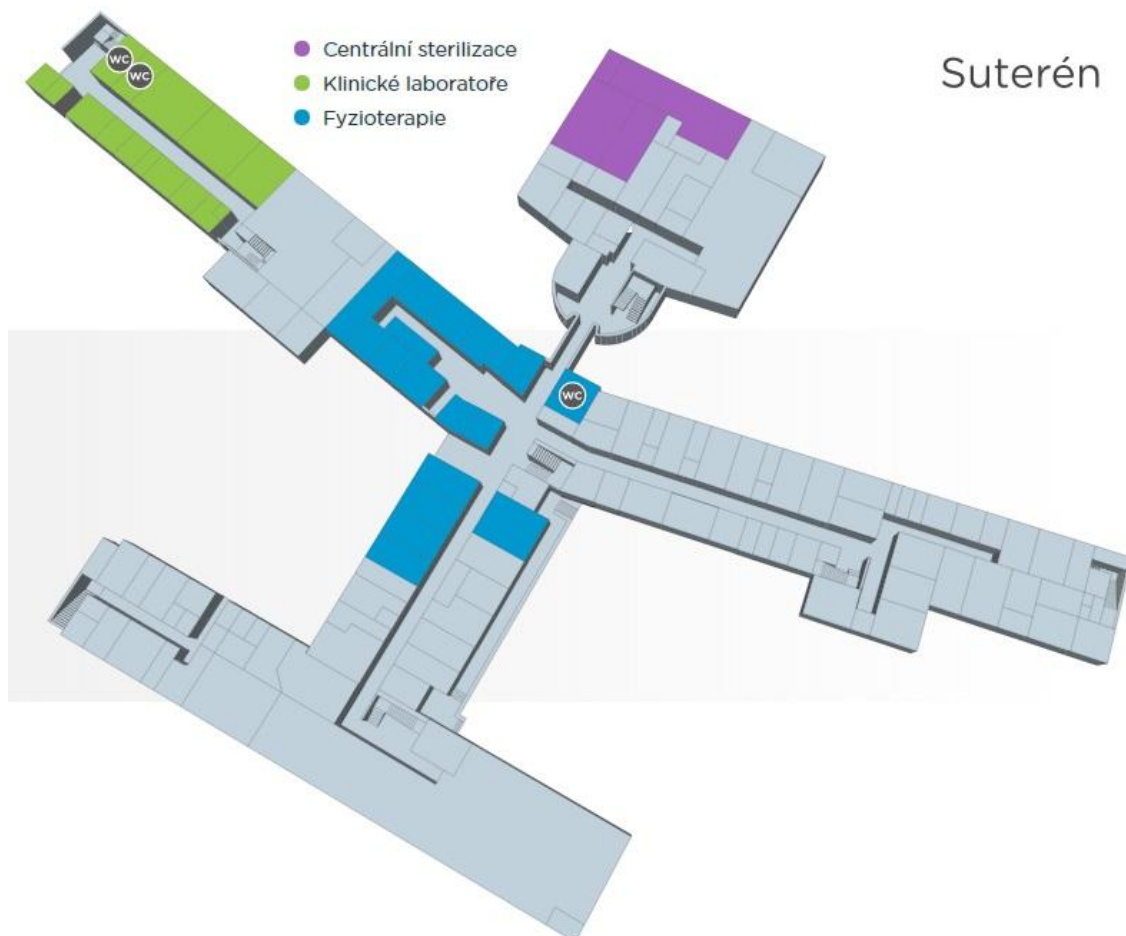 Centrální sterilizace
Klinické laboratoře
Fyzioterapie
Suterén
WC
WC
WC